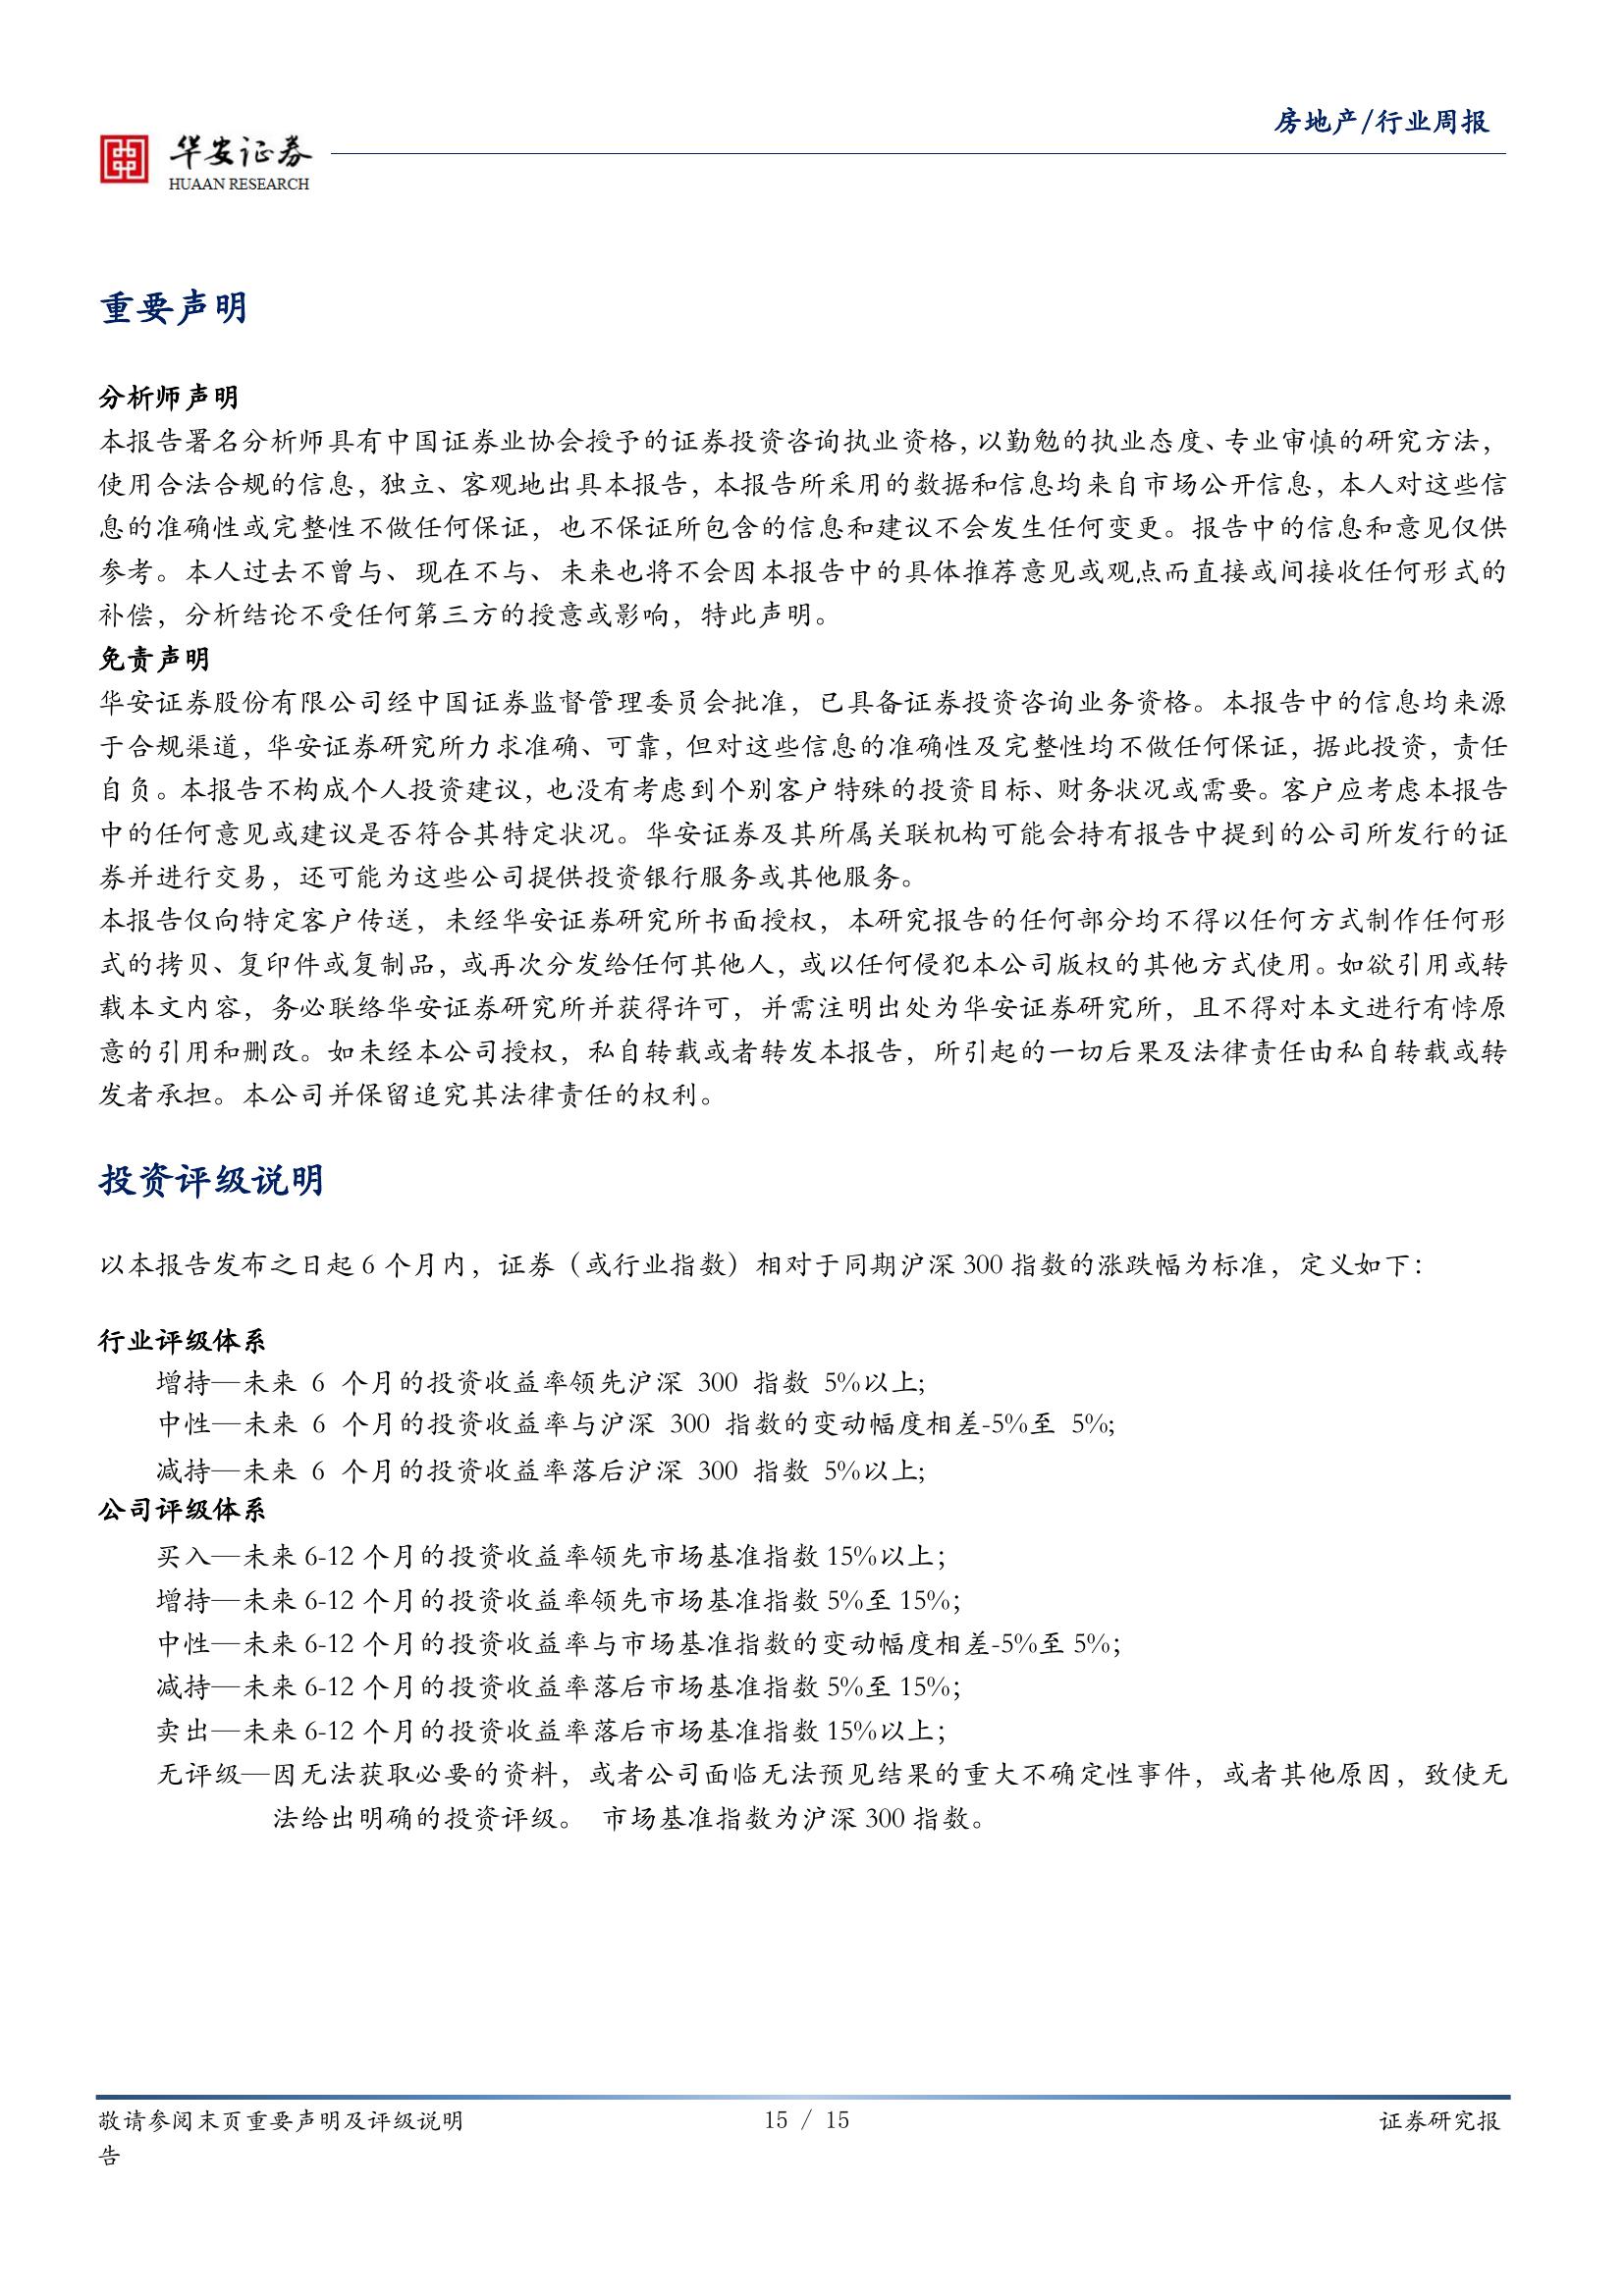 房地产/行业周报
华安证券
HUAAN RESEARCH
重要声明
分析师声明
本报告署名分析师具有中国证券业协会授予的证券投资咨询执业资格，以勤勉的执业态度、专业审慎的研究方法，
使用合法合规的信息，独立、客观地出具本报告，本报告所采用的数据和信息均来自市场公开信息，本人对这些信
息的准确性或完整性不做任何保证，也不保证所包含的信息和建议不会发生任何变更。报告中的信息和意见仅供
参考。本人过去不曾与、现在不与、未来也将不会因本报告中的具体推荐意见或观点而直接或间接收任何形式的
补偿，分析结论不受任何第三方的授意或影响，特此声明。
免责声明
华安证券股份有限公司经中国证券监督管理委员会批准，已具备证券投资咨询业务资格。本报告中的信息均来源
于合规渠道，华安证券研究所力求准确、可靠，但对这些信息的准确性及完整性均不做任何保证，据此投资，责任
自负。本报告不构成个人投资建议，也没有考虑到个别客户特殊的投资目标、财务状况或需要。客户应考虑本报告
中的任何意见或建议是否符合其特定状况。华安证券及其所属关联机构可能会持有报告中提到的公司所发行的证
券并进行交易，还可能为这些公司提供投资银行服务或其他服务。
本报告仅向特定客户传送，未经华安证券研究所书面授权，本研究报告的任何部分均不得以任何方式制作任何形
式的拷贝、复印件或复制品，或再次分发给任何其他人，或以任何侵犯本公司版权的其他方式使用。如欲引用或转
载本文内容，务必联络华安证券研究所并获得许可，并需注明出处为华安证券研究所，且不得对本文进行有悖原
意的引用和删改。如未经本公司授权，私自转载或者转发本报告，所引起的一切后果及法律责任由私自转载或转
发者承担。本公司并保留追究其法律责任的权利。
投资评级说明
以本报告发布之日起 6 个月内，证券（或行业指数）相对于同期沪深 300 指数的涨跌幅为标准，定义如下：
行业评级体系
增持—未来 6 个月的投资收益率领先沪深 300 指数 5%以上;
中性—未来 6 个月的投资收益率与沪深 300 指数的变动幅度相差-5%至 5%;
减持—未来 6 个月的投资收益率落后沪深 300 指数 5%以上;
公司评级体系
买入—未来 6-12 个月的投资收益率领先市场基准指数 15%以上；
增持—未来 6-12 个月的投资收益率领先市场基准指数 5%至 15%；
中性—未来 6-12 个月的投资收益率与市场基准指数的变动幅度相差-5%至 5%；
减持—未来 6-12 个月的投资收益率落后市场基准指数 5%至 15%；
卖出—未来 6-12 个月的投资收益率落后市场基准指数 15%以上；
无评级—因无法获取必要的资料，或者公司面临无法预见结果的重大不确定性事件，或者其他原因，致使无
法给出明确的投资评级。 市场基准指数为沪深 300 指数。
敬请参阅末页重要声明及评级说明 15 / 15 证券研究报
告